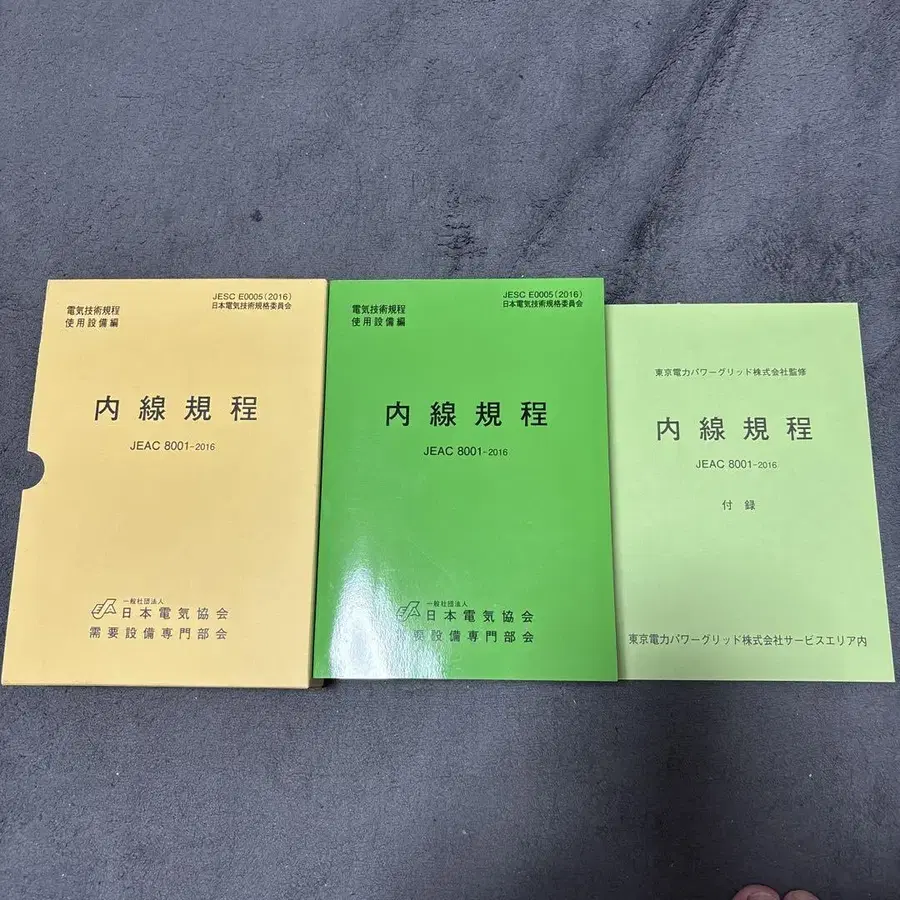 電気技術規程
使用設備編
JESC E0005(2016)
日本電気技術規格委員会
内線規程
JEAC 8001-2016
一般社団法人
日本電気協会
需要設備専門部会
電気技術規程
使用設備編
JESC E0005(2016)
日本電気技術規格委員会
内線規程
JEAC 8001-2016
一般社団法人
日本電気協会
要設備専門部会
東京電力パワーグリッド株式会社監修
内線規程
JEAC 8001-2016
付録
東京電力パワーグリッド株式会社サービスエリア内